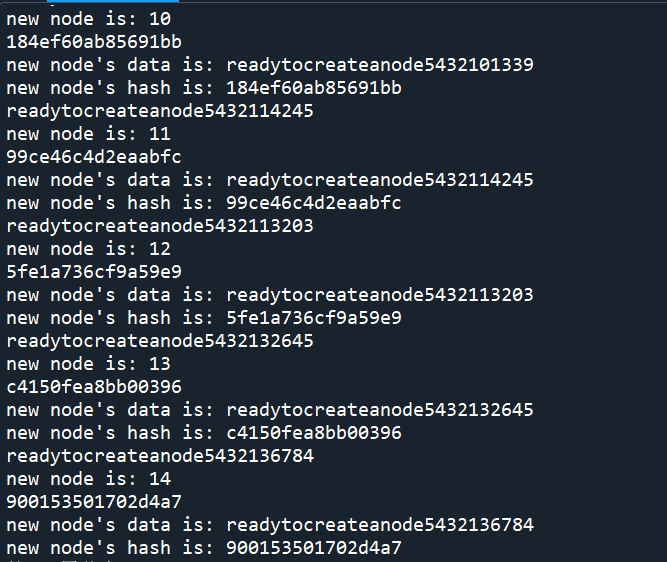 new node is: 10
184ef60ab85691bb
new node's data is: readytocreateanode5432101339
new node's hash is: 184ef60ab85691bb
readytocreateanode5432114245
new node is: 11
99ce46c4d2eaabfc
new node's data is: readytocreateanode5432114245
new node's hash is: 99ce46c4d2eaabfc
readytocreateanode5432113203
new node is: 12
5fe1a736cf9a59e9
new node's data is: readytocreateanode5432113203
new node's hash is: 5fe1a736cf9a59e9
readytocreateanode5432132645
new node is: 13
c4150fea8bb00396
new node's data is: readytocreateanode5432132645
new node's hash is: c4150fea8bb00396
readytocreateanode5432136784
new node is: 14
900153501702d4a7
new node's data is: readytocreateanode5432136784
new node's hash is: 900153501702d4a7